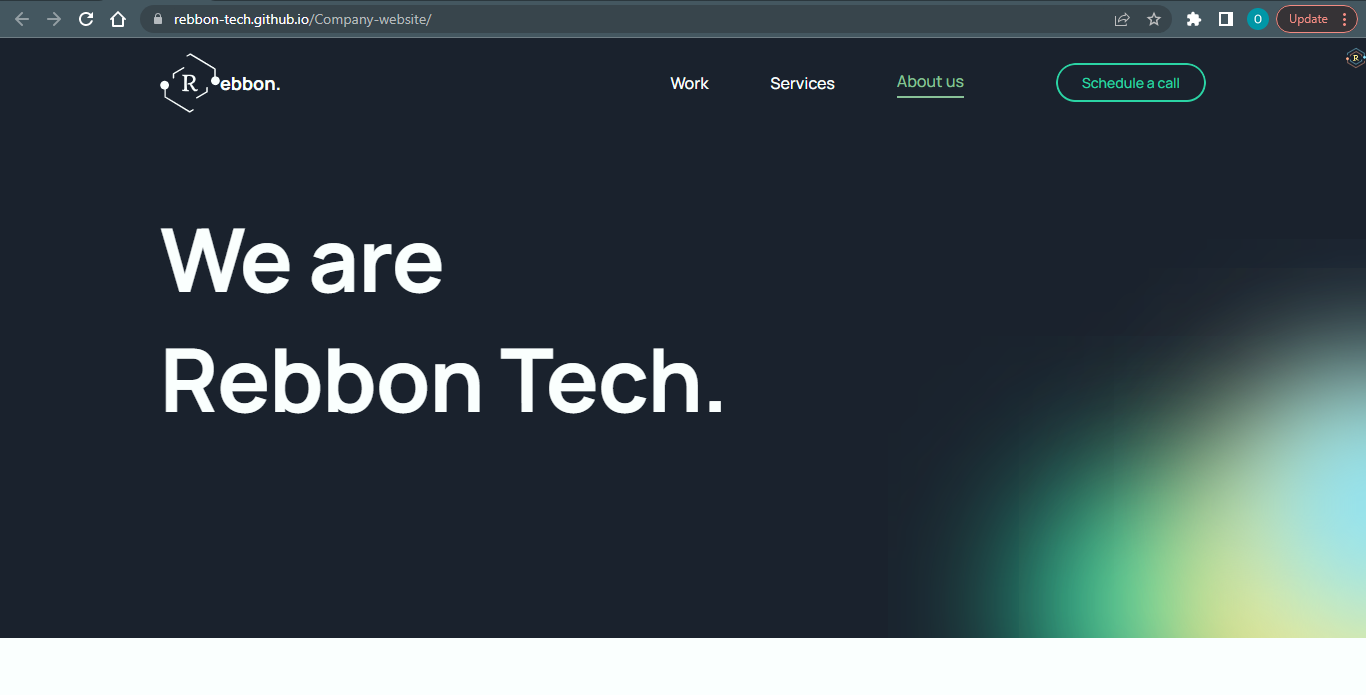 rebbon-tech.github.io/Company-website/
O
Update
R
ebbon.
Work
Services
About us
Schedule a call
R
We are
Rebbon Tech.